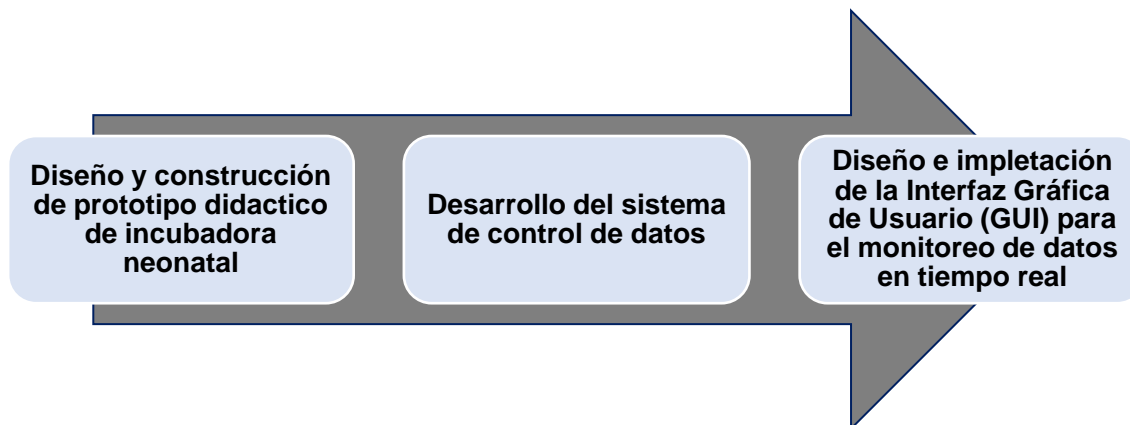 Diseño y construcción
de prototipo didactico
de incubadora
neonatal
Desarrollo del sistema
de control de datos
Diseño e impletación
de la Interfaz Gráfica
de Usuario (GUI) para
el monitoreo de datos
en tiempo real